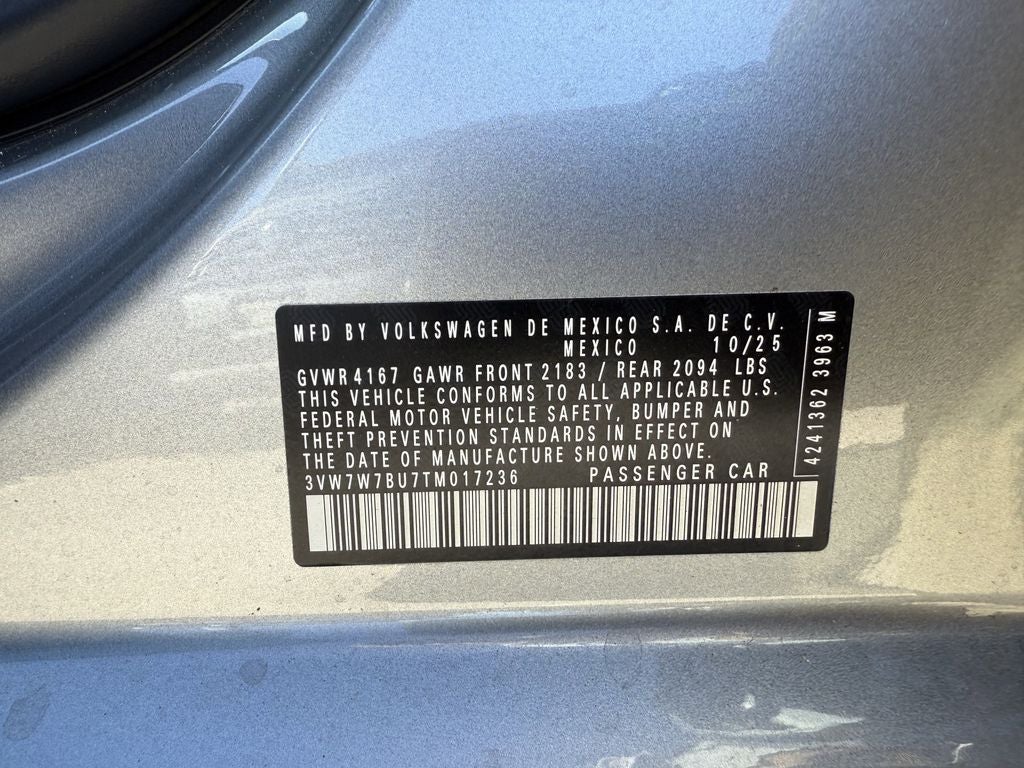 MFD BY VOLKSWAGEN DE MEXICO S.A. DE C.V.
MEXICO 10/25
GVWR 4167 GAWR FRONT 2183 / REAR 2094 LBS
THIS VEHICLE CONFORMS TO ALL APPLICABLE U.S.
FEDERAL MOTOR VEHICLE SAFETY, BUMPER AND
THEFT PREVENTION STANDARDS IN EFFECT ON
THE DATE OF MANUFACTURE SHOWN ABOVE.
3VW7W7BU7TM017236 PASSENGER CAR
4241362 3963 M